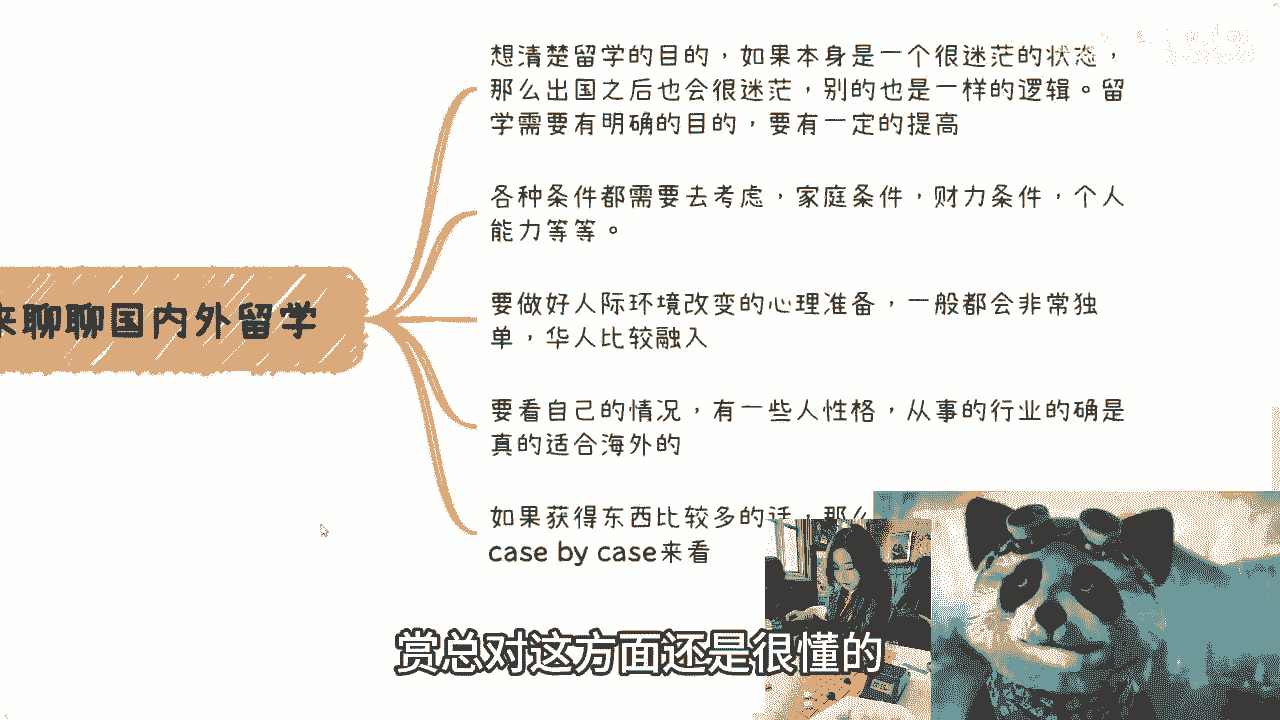 想清楚留学的目的，如果本身是一个很迷茫的状态，
那么出国之后也会很迷茫，别的也是一样的逻辑。留
学需要有明确的目的，要有一定的提高
各种条件都需要去考虑，家庭条件，财力条件，个人
能力等等。
来聊聊国内外留学
要做好人际环境改变的心理准备，一般都会非常独
单，华人比较融入
要看自己的情况，有一些人性格，从事的行业的确是
真的适合海外的
如果获得东西比较多的话，那么
case by case来看
赏总对这方面还是很懂的